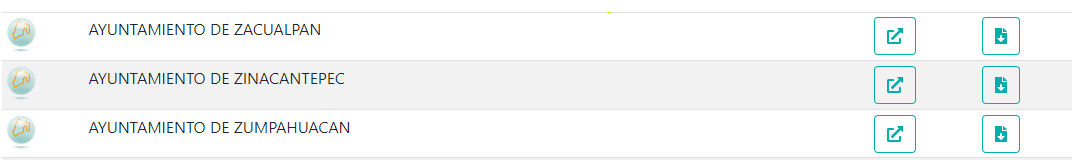 AYUNTAMIENTO DE ZACUALPAN
AYUNTAMIENTO DE ZINACANTEPEC
AYUNTAMIENTO DE ZUMPAHUACAN